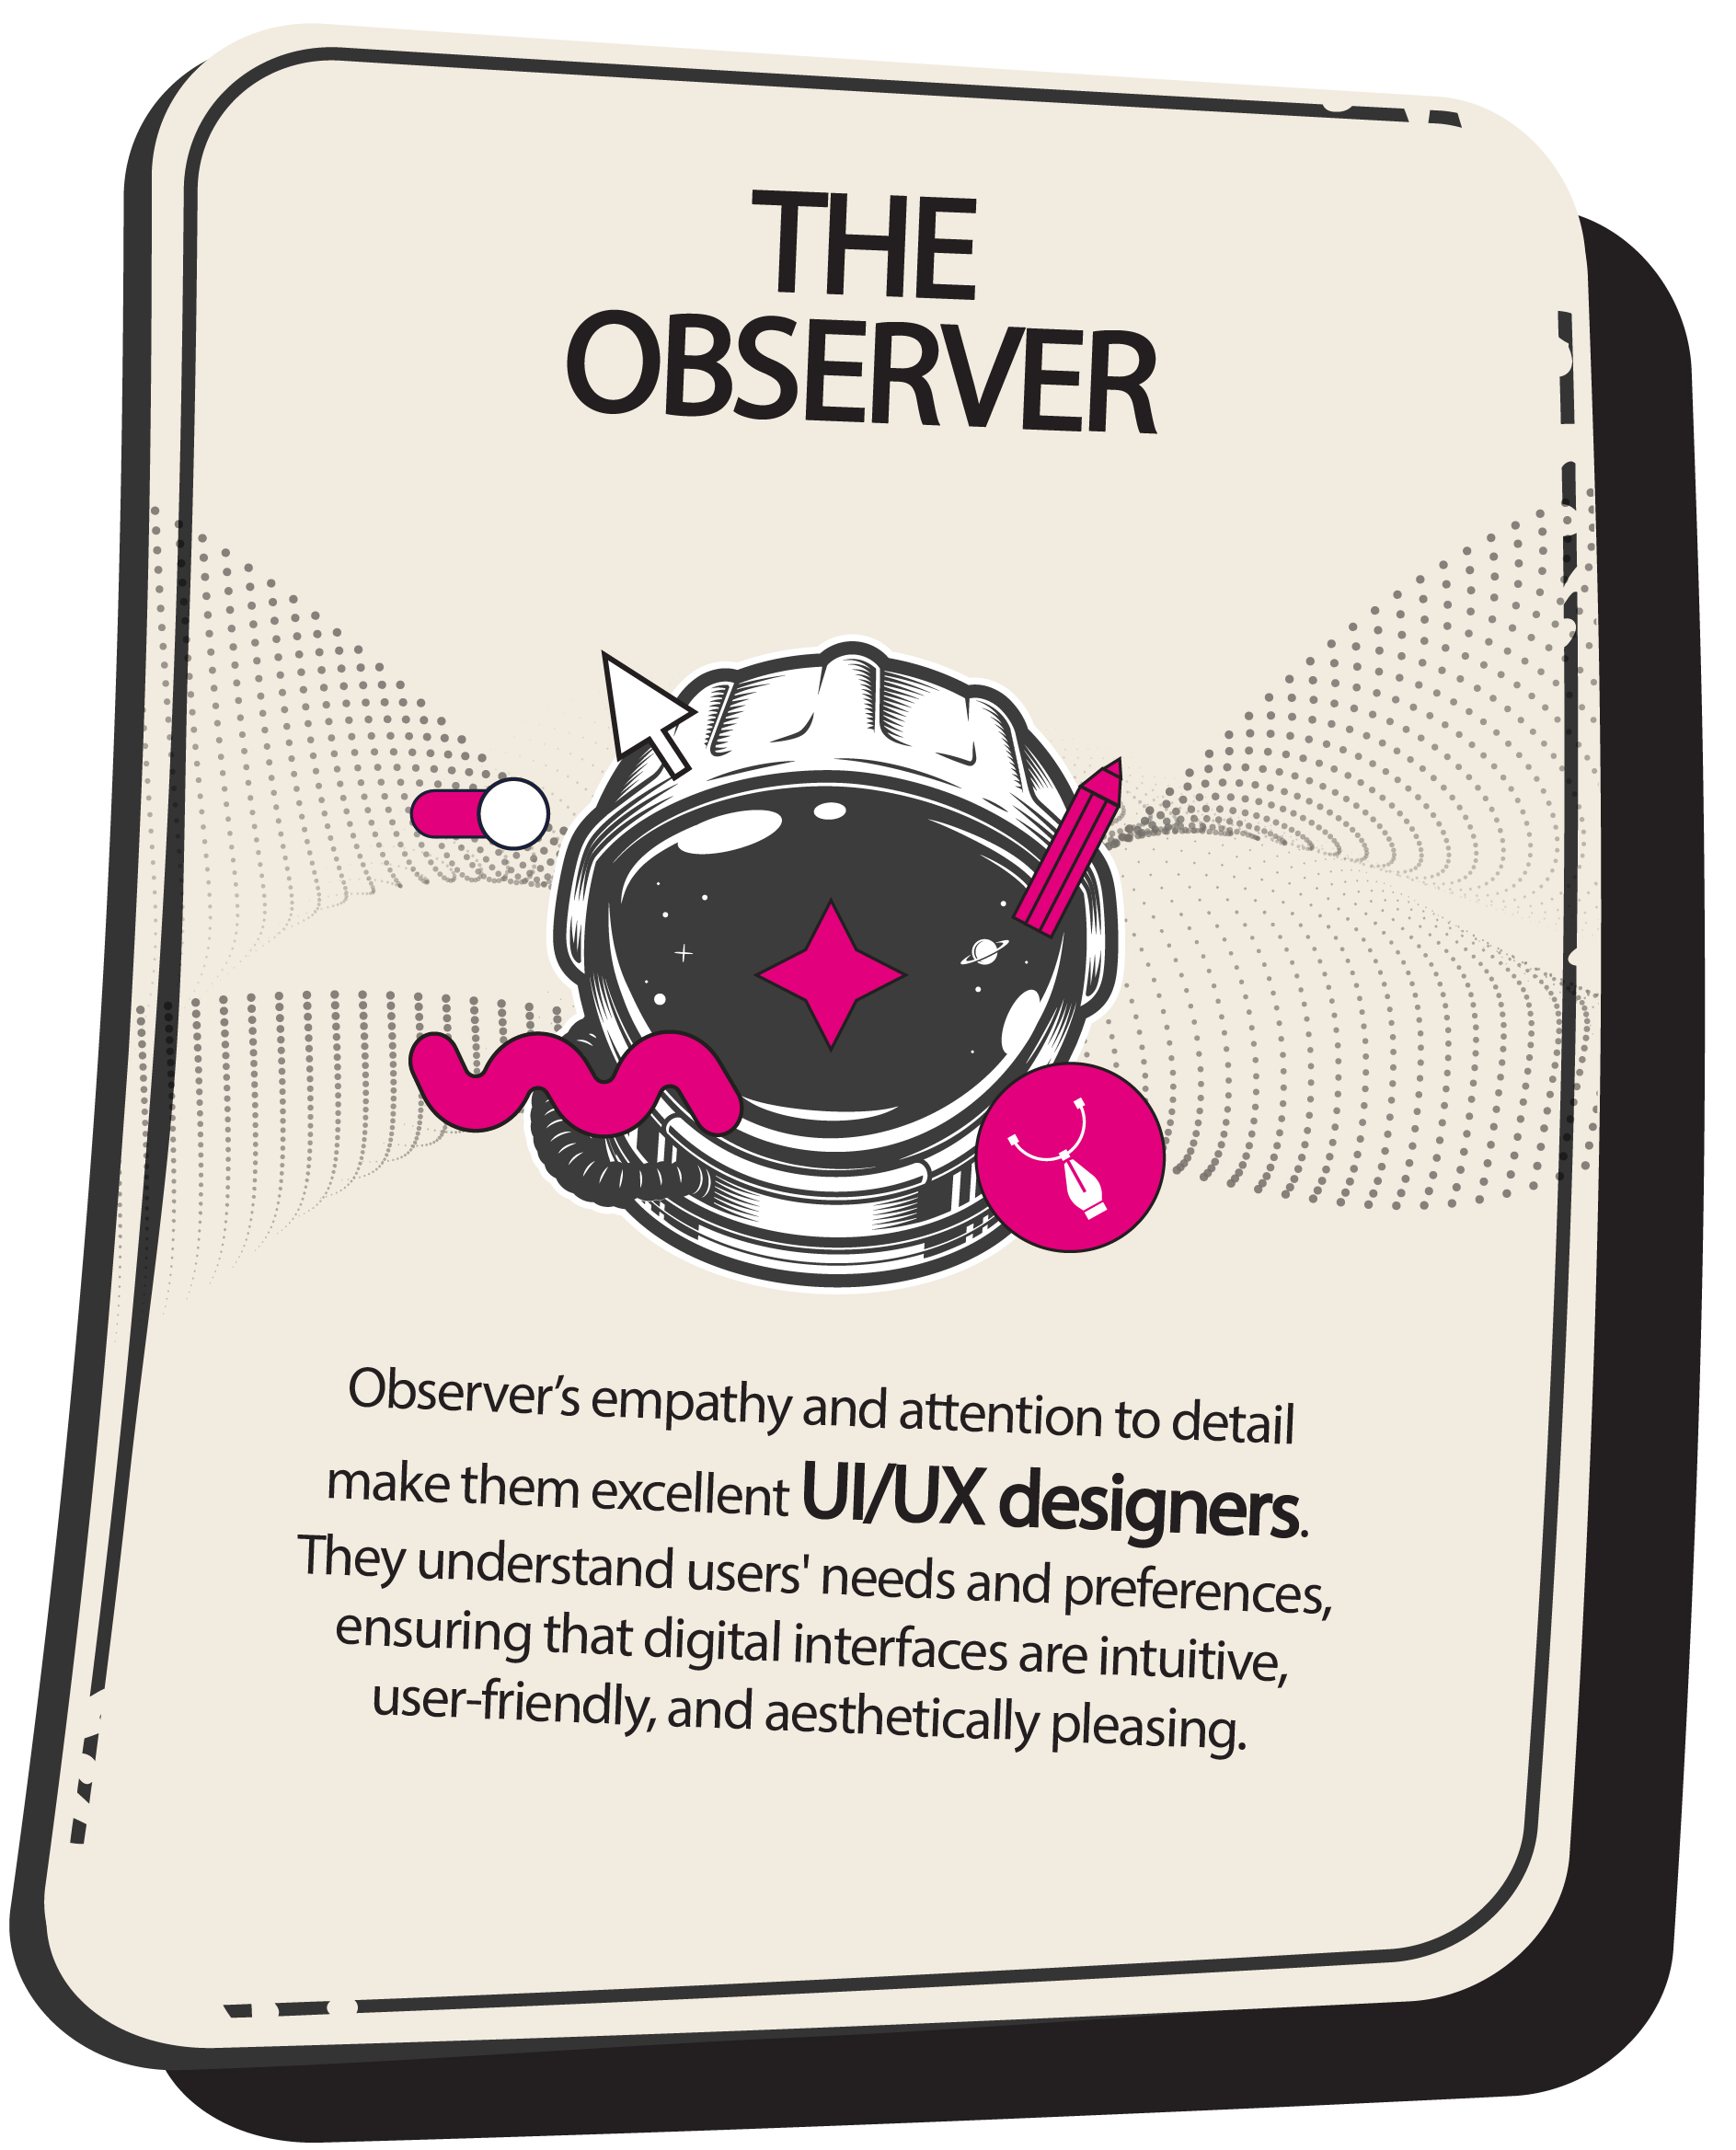 THE
OBSERVER
Observer’s empathy and attention to detail
make them excellent UI/UX designers.
They understand users' needs and preferences,
ensuring that digital interfaces are intuitive,
user-friendly, and aesthetically pleasing.